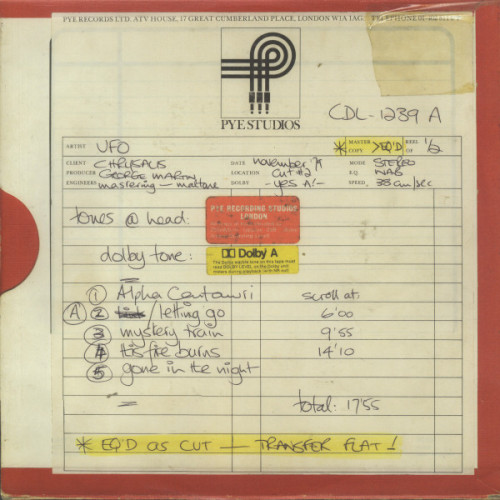 PYE RECORDS LTD. ATV HOUSE, 17 GREAT CUMBERLAND PLACE, LONDON W1A 1AG.
PYE STUDIOS
CDL-1239 A
ARTIST UFO * MASTER COPY >EQ'D REEL OF 1/2
CLIENT CHRYSALIS DATE november 79 MODE STEREO
PRODUCER GEORGE MARTIN LOCATION CUT #2 E.Q. NAB
ENGINEERS mastering - DOLBY -YES A!- SPEED. 38 cm/sec
tones @ head:
PYE RECORDING STUDIOS
LONDON
dolby tone: Dolby A
① Alpha Centauri scroll at:
A ② letting go 6'00
③ mystery train 9'55
④ this fire burns 14'10
⑤ gone in the night
total: 17'55
* EQ'D as CUT — TRANSFER FLAT!